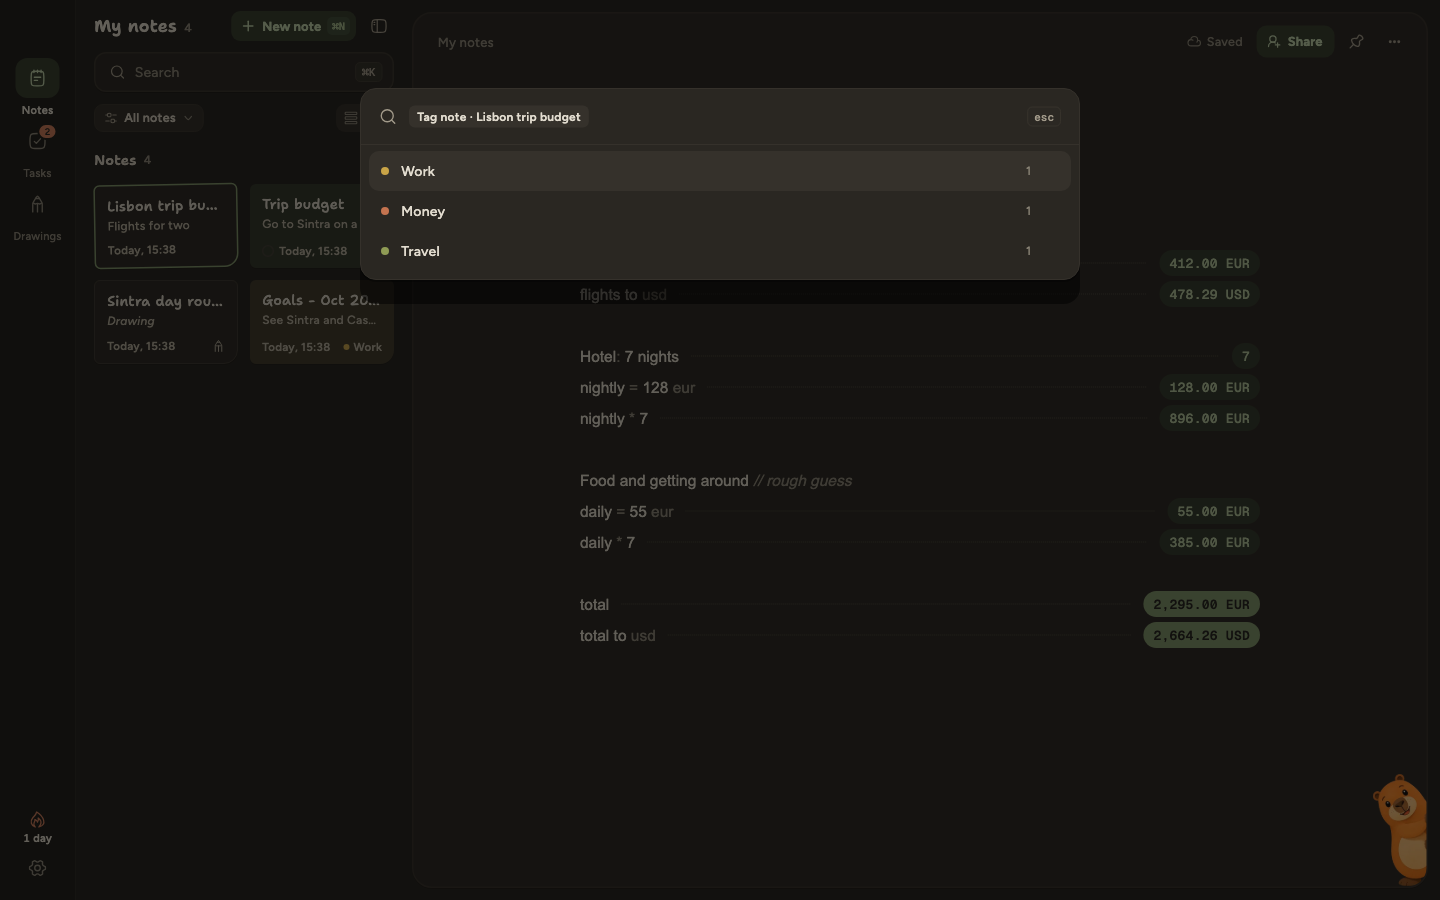 My notes 4
New note ⌘N
Search ⌘K
All notes
Notes 4
Notes
2
Tasks
Drawings
Lisbon trip bu...
Flights for two
Today, 15:38
Trip budget
Go to Sintra on a
Today, 15:38
Sintra day rou...
Drawing
Today, 15:38
Goals - Oct 20...
See Sintra and Cas...
Today, 15:38 Work
1 day
My notes
Saved
Share
Tag note · Lisbon trip budget
esc
Work 1
Money 1
Travel 1
412.00 EUR
flights to usd 478.29 USD
Hotel: 7 nights 7
nightly = 128 eur 128.00 EUR
nightly * 7 896.00 EUR
Food and getting around // rough guess
daily = 55 eur 55.00 EUR
daily * 7 385.00 EUR
total 2,295.00 EUR
total to usd 2,664.26 USD